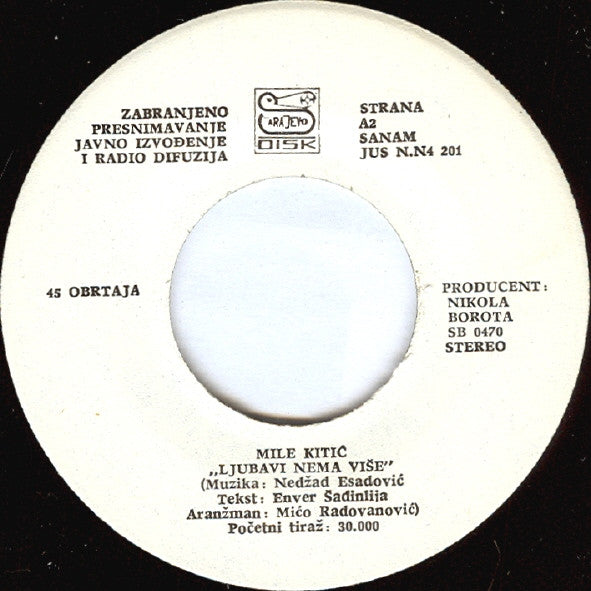 ZABRANJENO
PRESNIMAVANJE
JAVNO IZVOĐENJE
I RADIO DIFUZIJA
SARAJEVO
DISK
STRANA
A2
SANAM
JUS N.N4 201
45 OBRTAJA
PRODUCENT:
NIKOLA
BOROTA
SB 0470
STEREO
MILE KITIĆ
„LJUBAVI NEMA VIŠE"
(Muzika: Nedžad Esadović
Tekst: Enver Šadinlija
Aranžman: Mićo Radovanović)
Početni tiraž: 30.000